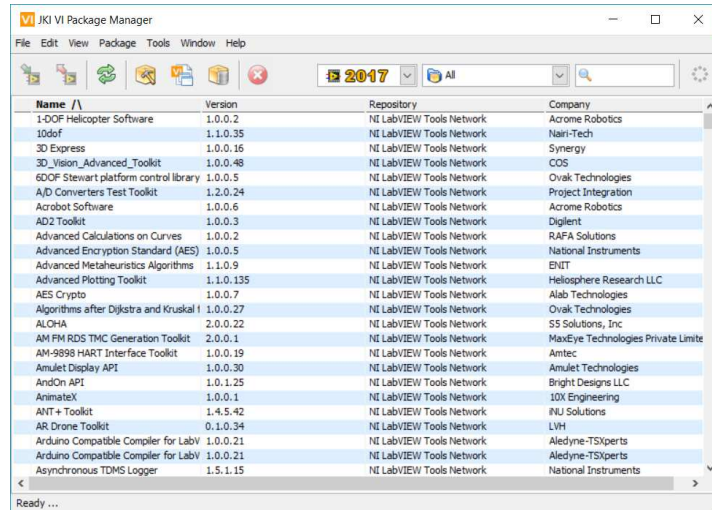 VI JKI VI Package Manager
File Edit View Package Tools Window Help
2017 All
Name /\ Version Repository Company
1-DOF Helicopter Software 1.0.0.2 NI LabVIEW Tools Network Acrome Robotics
10dof 1.1.0.35 NI LabVIEW Tools Network Nairi-Tech
3D Express 1.0.0.16 NI LabVIEW Tools Network Synergy
3D_Vision_Advanced_Toolkit 1.0.0.48 NI LabVIEW Tools Network COS
6DOF Stewart platform control library 1.0.0.5 NI LabVIEW Tools Network Ovak Technologies
A/D Converters Test Toolkit 1.2.0.24 NI LabVIEW Tools Network Project Integration
Acrobot Software 1.0.0.6 NI LabVIEW Tools Network Acrome Robotics
AD2 Toolkit 1.0.0.3 NI LabVIEW Tools Network Digilent
Advanced Calculations on Curves 1.0.0.2 NI LabVIEW Tools Network RAFA Solutions
Advanced Encryption Standard (AES) 1.0.0.5 NI LabVIEW Tools Network National Instruments
Advanced Metaheuristics Algorithms 1.1.0.9 NI LabVIEW Tools Network ENIT
Advanced Plotting Toolkit 1.1.0.135 NI LabVIEW Tools Network Heliosphere Research LLC
AES Crypto 1.0.0.7 NI LabVIEW Tools Network Alab Technologies
Algorithms after Dijkstra and Kruskal f 1.0.0.27 NI LabVIEW Tools Network Ovak Technologies
ALOHA 2.0.0.22 NI LabVIEW Tools Network S5 Solutions, Inc
AM FM RDS TMC Generation Toolkit 2.0.0.1 NI LabVIEW Tools Network MaxEye Technologies Private Limite
AM-9898 HART Interface Toolkit 1.0.0.19 NI LabVIEW Tools Network Amtec
Amulet Display API 1.0.0.30 NI LabVIEW Tools Network Amulet Technologies
AndOn API 1.0.1.25 NI LabVIEW Tools Network Bright Designs LLC
AnimateX 1.0.0.1 NI LabVIEW Tools Network 10X Engineering
ANT+ Toolkit 1.4.5.42 NI LabVIEW Tools Network iNU Solutions
AR Drone Toolkit 0.1.0.34 NI LabVIEW Tools Network LVH
Arduino Compatible Compiler for LabV 1.0.0.21 NI LabVIEW Tools Network Aledyne-TSXperts
Arduino Compatible Compiler for LabV 1.0.0.21 NI LabVIEW Tools Network Aledyne-TSXperts
Asynchronous TDMS Logger 1.5.1.15 NI LabVIEW Tools Network National Instruments
Ready ...